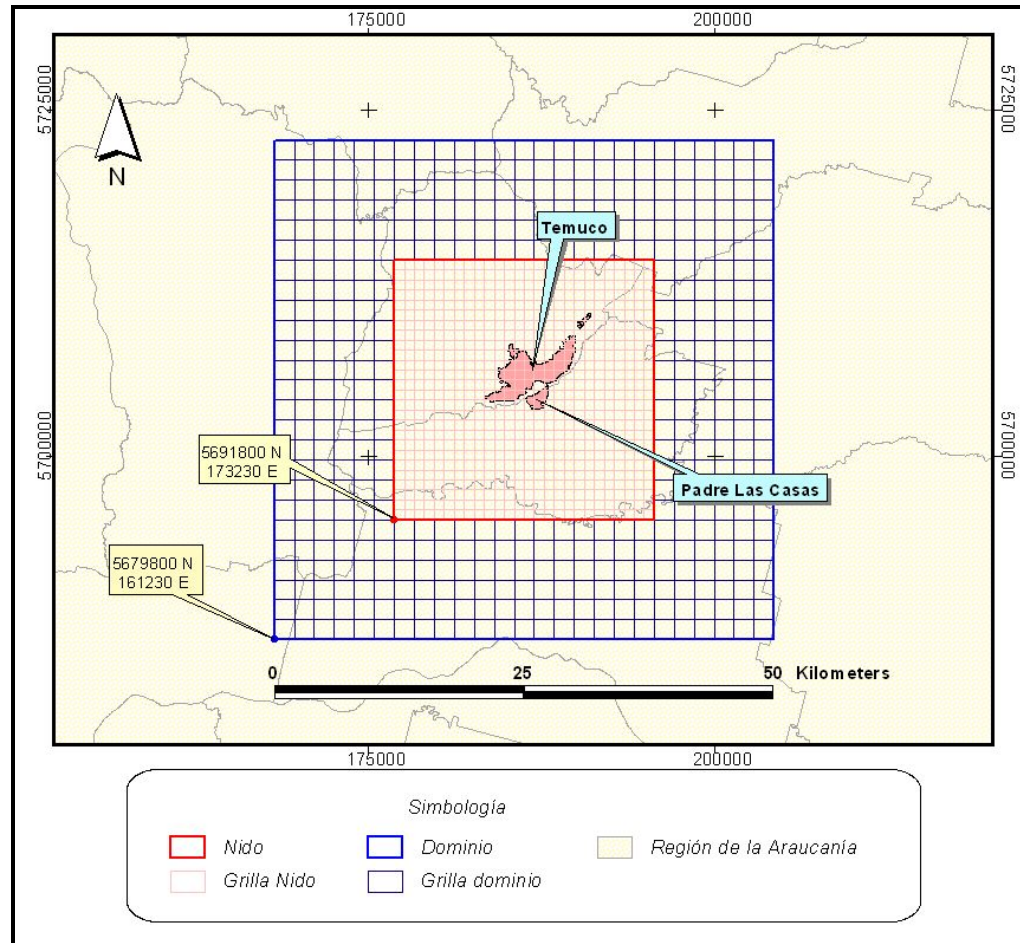 175000
200000
5725000
5725000
N
Temuco
5700000
5700000
5691800 N
173230 E
Padre Las Casas
5679800 N
161230 E
0
25
50
Kilometers
175000
200000
Simbología
Nido
Dominio
Región de la Araucanía
Grilla Nido
Grilla dominio